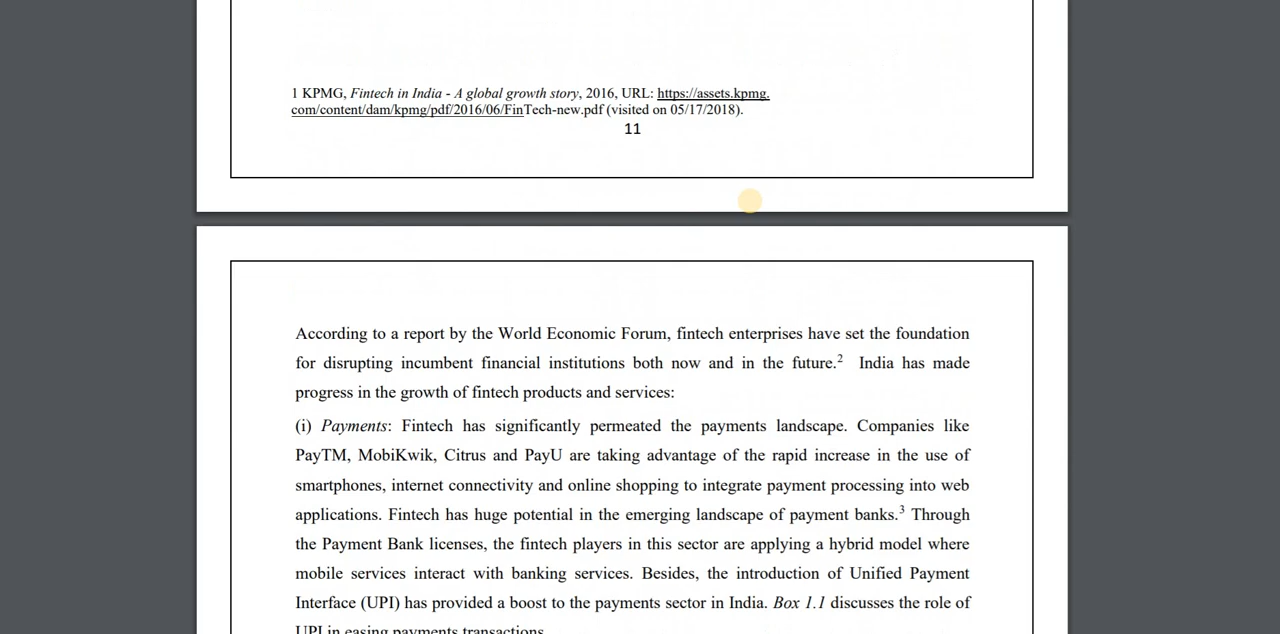 1 KPMG, Fintech in India - A global growth story, 2016, URL: https://assets.kpmg.
com/content/dam/kpmg/pdf/2016/06/FinTech-new.pdf (visited on 05/17/2018).
11
According to a report by the World Economic Forum, fintech enterprises have set the foundation
for disrupting incumbent financial institutions both now and in the future.2 India has made
progress in the growth of fintech products and services:
(i) Payments: Fintech has significantly permeated the payments landscape. Companies like
PayTM, MobiKwik, Citrus and PayU are taking advantage of the rapid increase in the use of
smartphones, internet connectivity and online shopping to integrate payment processing into web
applications. Fintech has huge potential in the emerging landscape of payment banks.3 Through
the Payment Bank licenses, the fintech players in this sector are applying a hybrid model where
mobile services interact with banking services. Besides, the introduction of Unified Payment
Interface (UPI) has provided a boost to the payments sector in India. Box 1.1 discusses the role of
UPI in easing payments transactions.